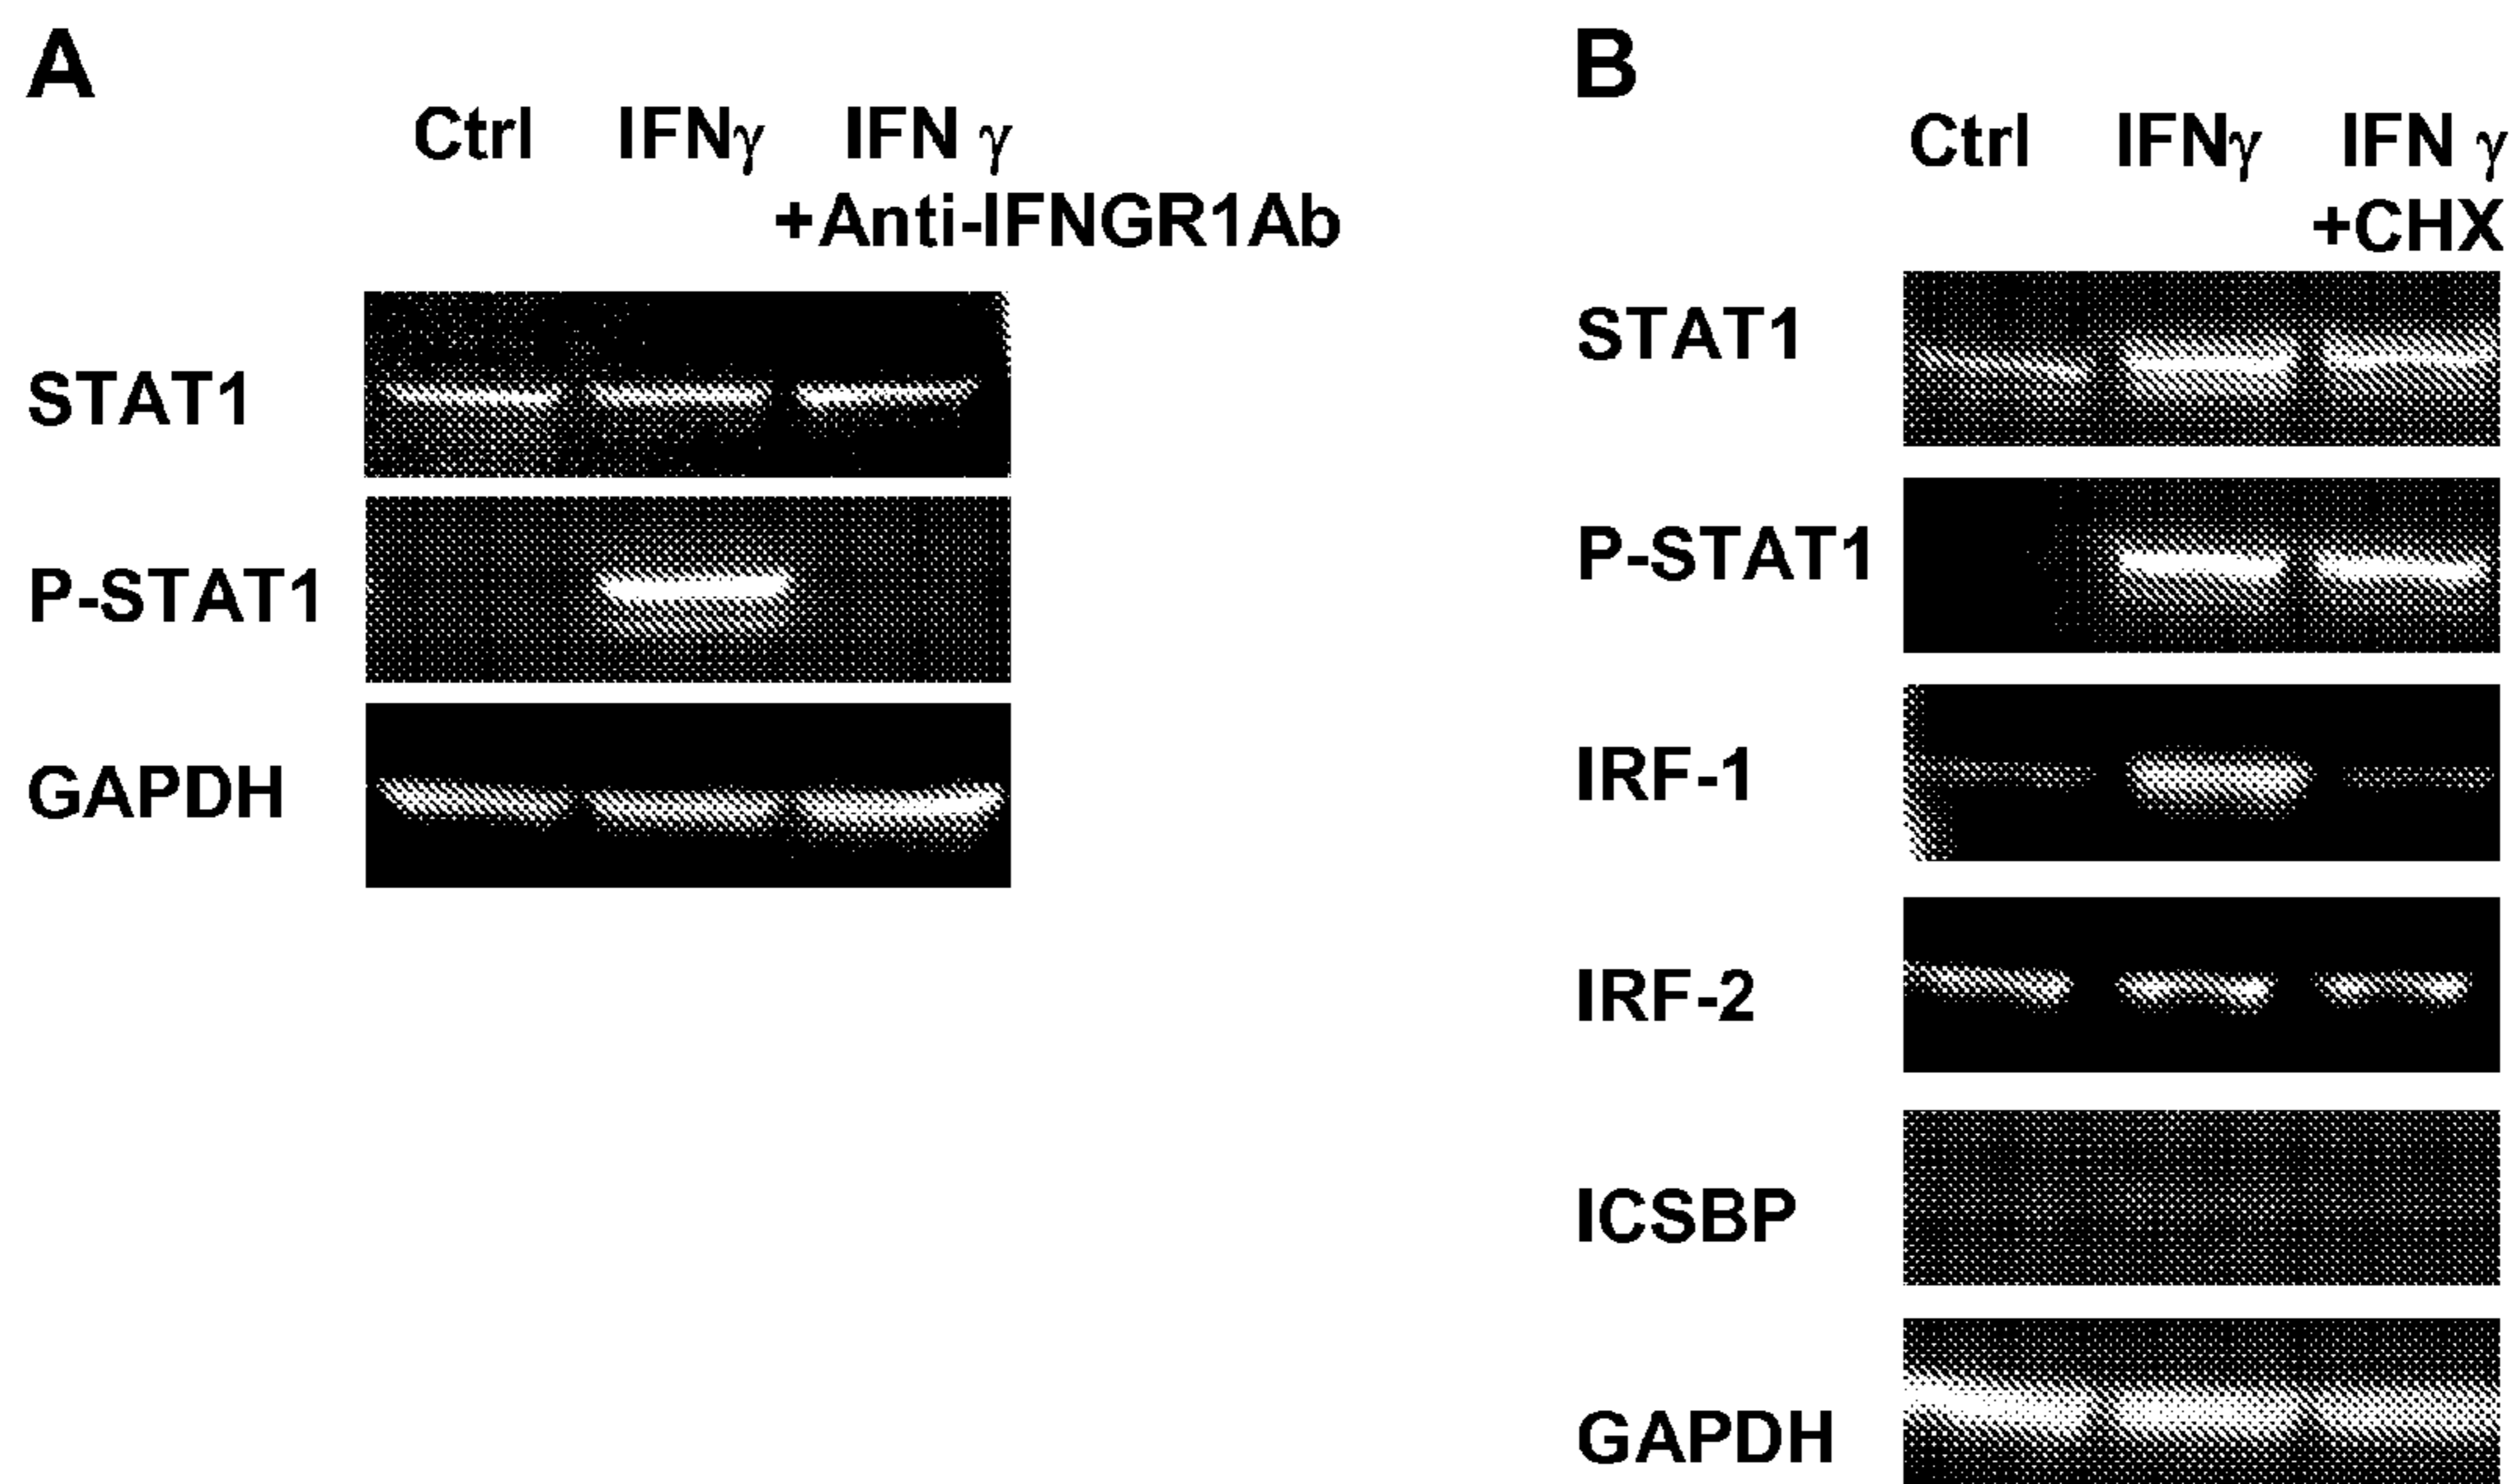 A
Ctrl IFNγ IFN γ
+Anti-IFNGR1Ab
STAT1
P-STAT1
GAPDH
B
Ctrl IFNγ IFN γ
+CHX
STAT1
P-STAT1
IRF-1
IRF-2
ICSBP
GAPDH